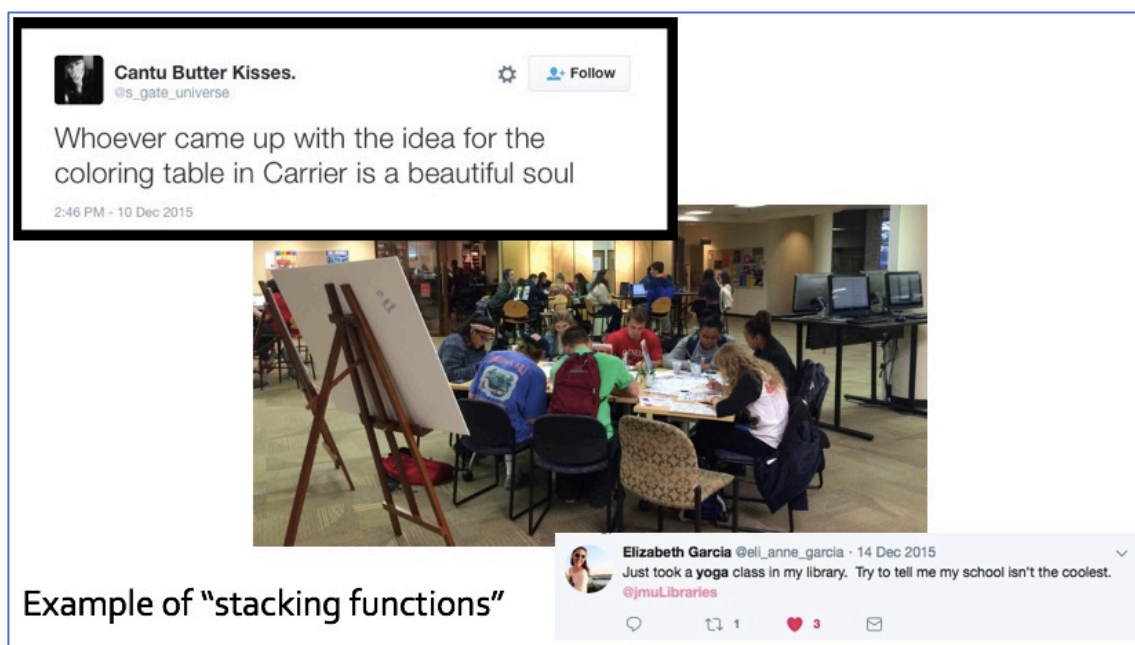 Cantu Butter Kisses.
@s_gate_universe
Follow
Whoever came up with the idea for the
coloring table in Carrier is a beautiful soul
2:46 PM - 10 Dec 2015
Elizabeth Garcia @eli_anne_garcia · 14 Dec 2015
Just took a yoga class in my library. Try to tell me my school isn't the coolest.
@jmuLibraries
1 3
Example of “stacking functions”